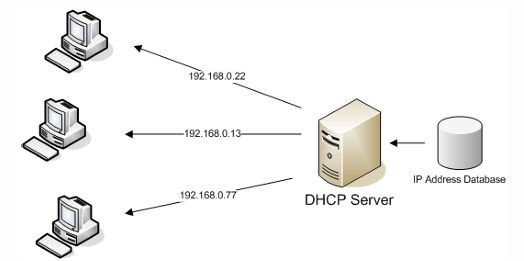 192.168.0.22
192.168.0.13
192.168.0.77
DHCP Server
IP Address Database